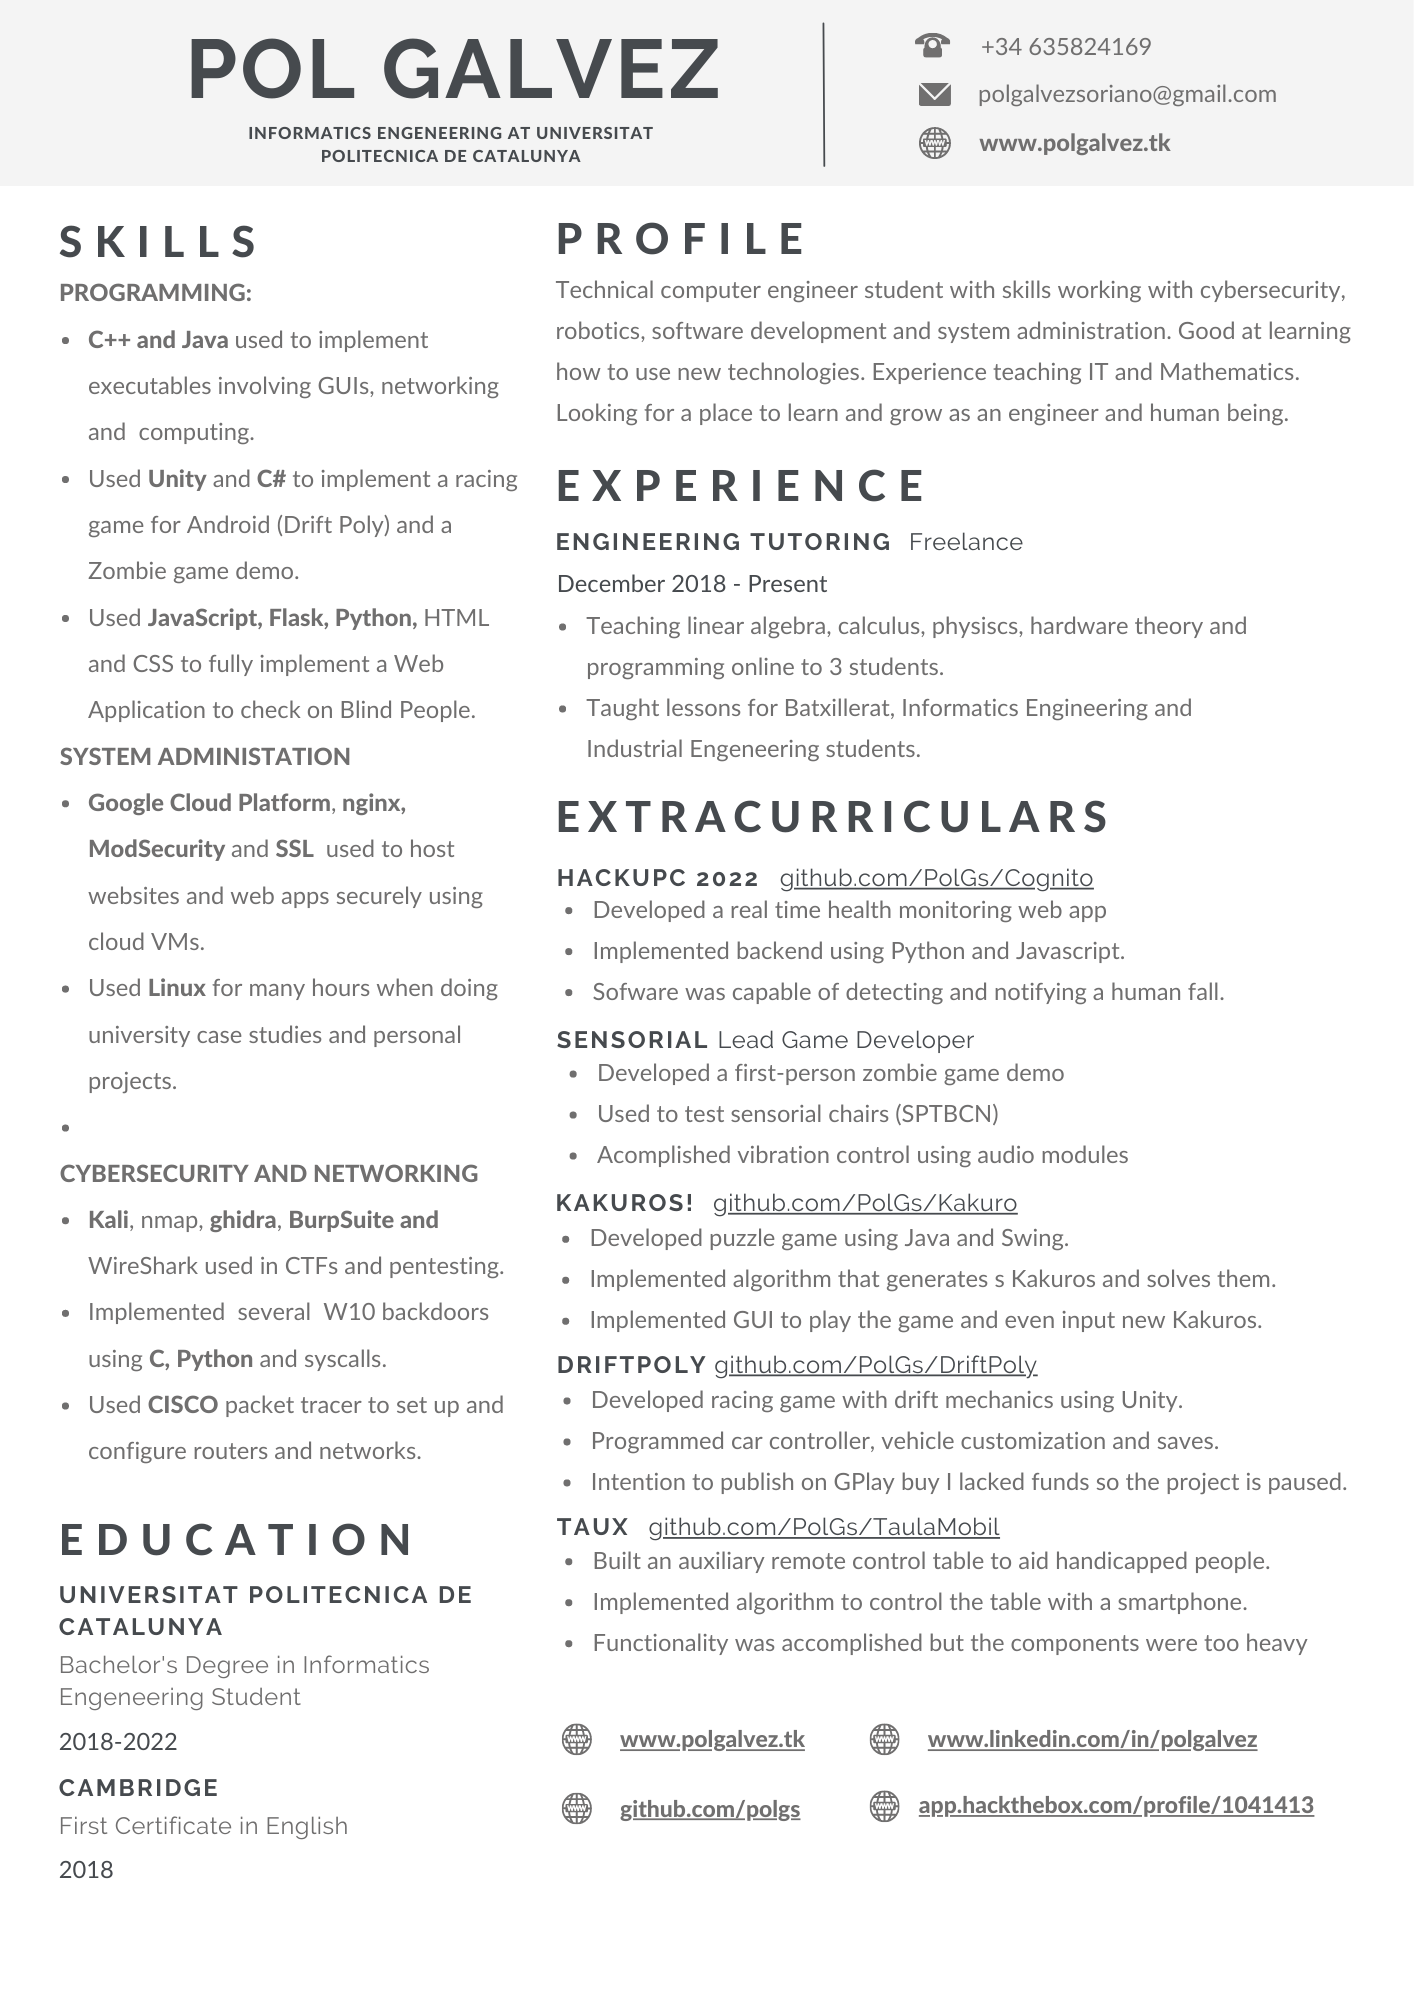 POL GALVEZ
INFORMATICS ENGENEERING AT UNIVERSITAT
POLITECNICA DE CATALUNYA
+34 635824169
polgalvezsoriano@gmail.com
www.polgalvez.tk
SKILLS
PROGRAMMING:
• C++ and Java used to implement
executables involving GUIs, networking
and computing.
• Used Unity and C# to implement a racing
game for Android (Drift Poly) and a
Zombie game demo.
• Used JavaScript, Flask, Python, HTML
and CSS to fully implement a Web
Application to check on Blind People.
SYSTEM ADMINISTATION
• Google Cloud Platform, nginx,
ModSecurity and SSL used to host
websites and web apps securely using
cloud VMs.
• Used Linux for many hours when doing
university case studies and personal
projects.
•
CYBERSECURITY AND NETWORKING
• Kali, nmap, ghidra, BurpSuite and
WireShark used in CTFs and pentesting.
• Implemented several W10 backdoors
using C, Python and syscalls.
• Used CISCO packet tracer to set up and
configure routers and networks.
EDUCATION
UNIVERSITAT POLITECNICA DE
CATALUNYA
Bachelor's Degree in Informatics
Engeneering Student
2018-2022
CAMBRIDGE
First Certificate in English
2018
PROFILE
Technical computer engineer student with skills working with cybersecurity,
robotics, software development and system administration. Good at learning
how to use new technologies. Experience teaching IT and Mathematics.
Looking for a place to learn and grow as an engineer and human being.
EXPERIENCE
ENGINEERING TUTORING Freelance
December 2018 - Present
• Teaching linear algebra, calculus, physiscs, hardware theory and
programming online to 3 students.
• Taught lessons for Batxillerat, Informatics Engineering and
Industrial Engeneering students.
EXTRACURRICULARS
HACKUPC 2022 github.com/PolGs/Cognito
• Developed a real time health monitoring web app
• Implemented backend using Python and Javascript.
• Sofware was capable of detecting and notifying a human fall.
SENSORIAL Lead Game Developer
• Developed a first-person zombie game demo
• Used to test sensorial chairs (SPTBCN)
• Acomplished vibration control using audio modules
KAKUROS! github.com/PolGs/Kakuro
• Developed puzzle game using Java and Swing.
• Implemented algorithm that generates s Kakuros and solves them.
• Implemented GUI to play the game and even input new Kakuros.
DRIFTPOLY github.com/PolGs/DriftPoly
• Developed racing game with drift mechanics using Unity.
• Programmed car controller, vehicle customization and saves.
• Intention to publish on GPlay buy I lacked funds so the project is paused.
TAUX github.com/PolGs/TaulaMobil
• Built an auxiliary remote control table to aid handicapped people.
• Implemented algorithm to control the table with a smartphone.
• Functionality was accomplished but the components were too heavy
www.polgalvez.tk
www.linkedin.com/in/polgalvez
github.com/polgs
app.hackthebox.com/profile/1041413